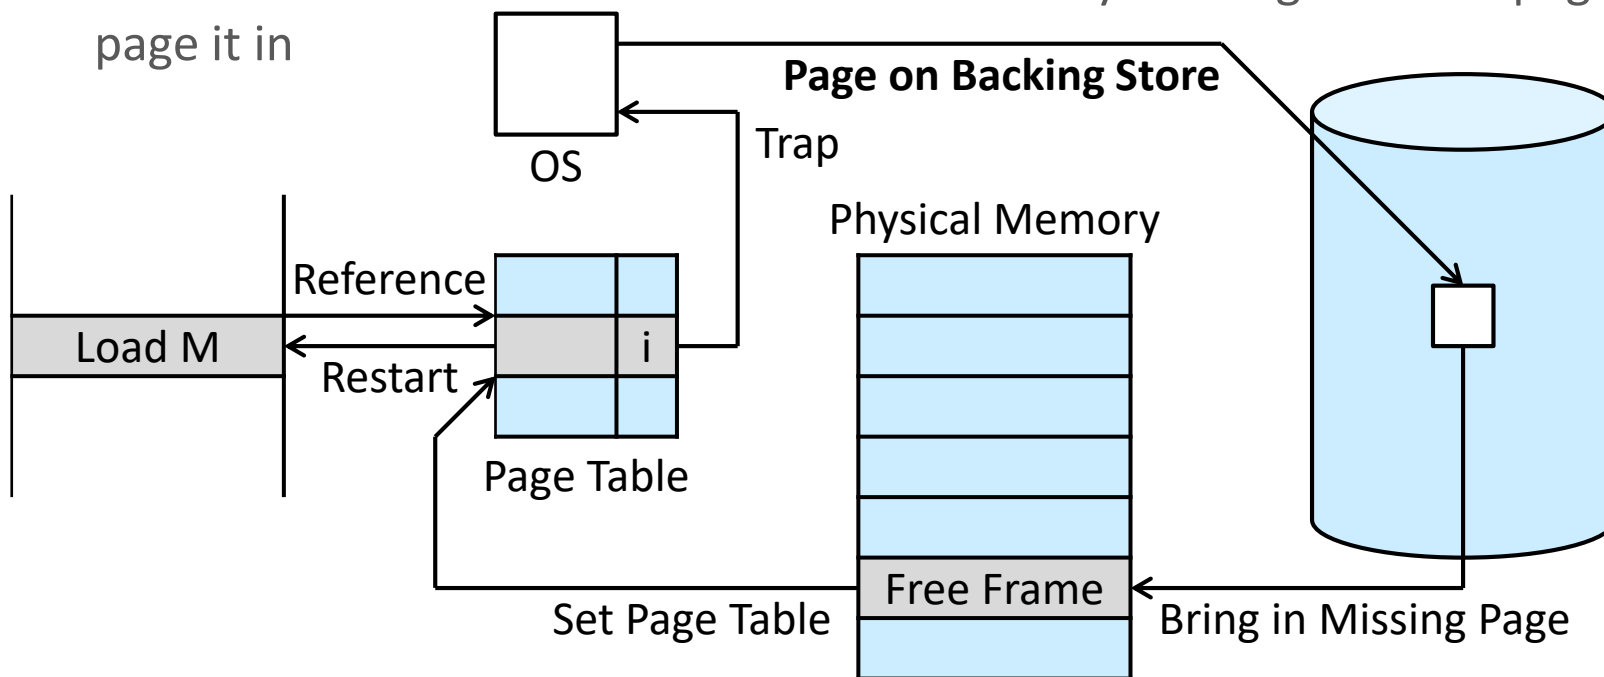 page it in
Page on Backing Store
Trap
OS
Physical Memory
Reference
Load M
i
Restart
Page Table
Free Frame
Set Page Table
Bring in Missing Page